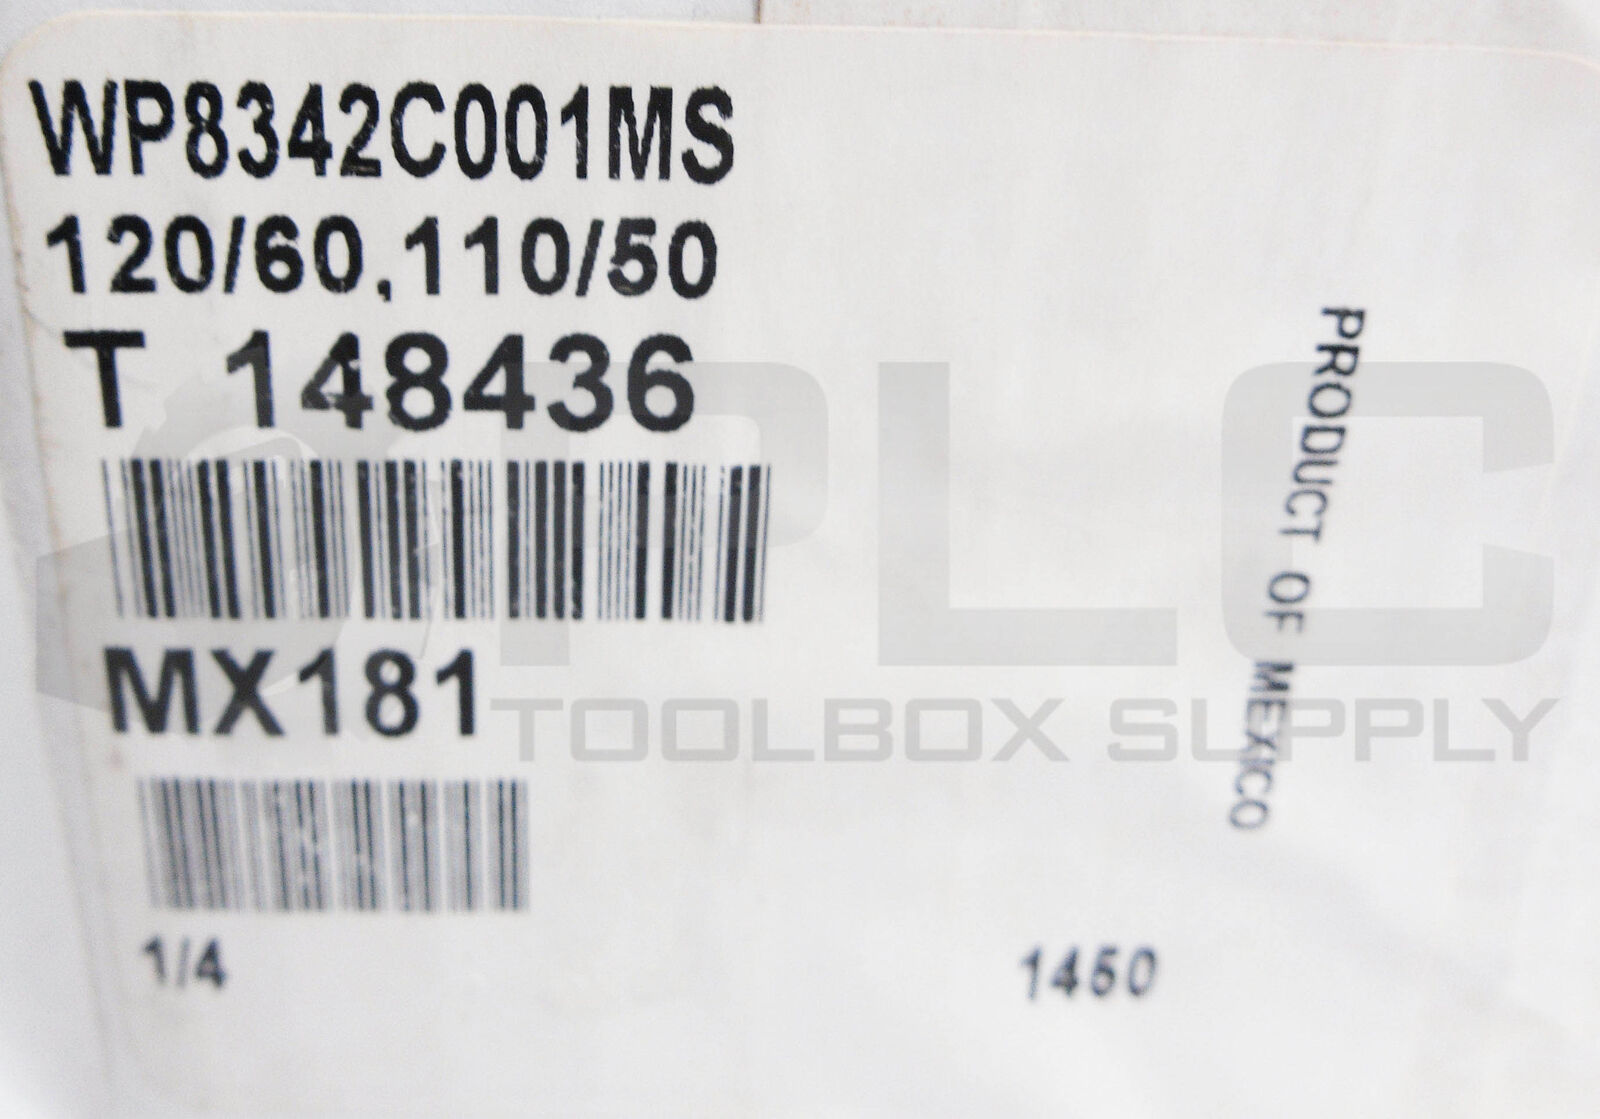 WP8342C001MS
120/60,110/50
T 148436
MX181
1/4
1450
PRODUCT OF MEXICO
PLC
TOOLBOX SUPPLY